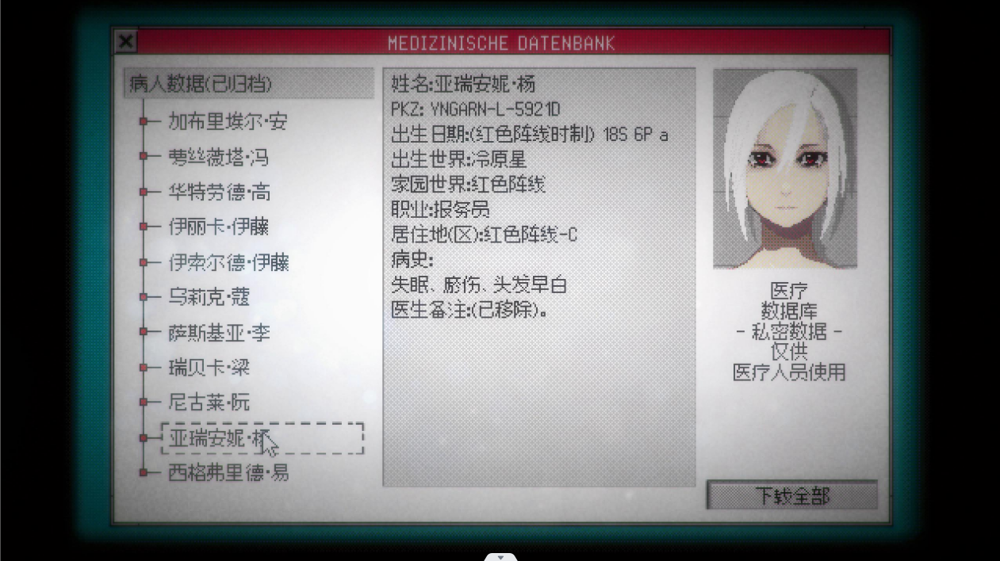 MEDIZINISCHE DATENBANK
病人数据(已归档)
加布里埃尔·安
蒂丝薇塔·冯
华特劳德·高
伊丽卡·伊藤
伊索尔德·伊藤
乌莉克·蔻
萨斯基亚·李
瑞贝卡·梁
尼古莱·阮
亚瑞安妮·杨
西格弗里德·易
姓名:亚瑞安妮·杨
PKZ: YNGARN-L-5921D
出生日期:(红色阵线时制) 18S 6P a
出生世界:冷原星
家园世界:红色阵线
职业:报务员
居住地(区):红色阵线-C
病史:
失眠、瘀伤、头发早白
医生备注:(已移除)。
医疗
数据库
- 私密数据 -
仅供
医疗人员使用
下载全部